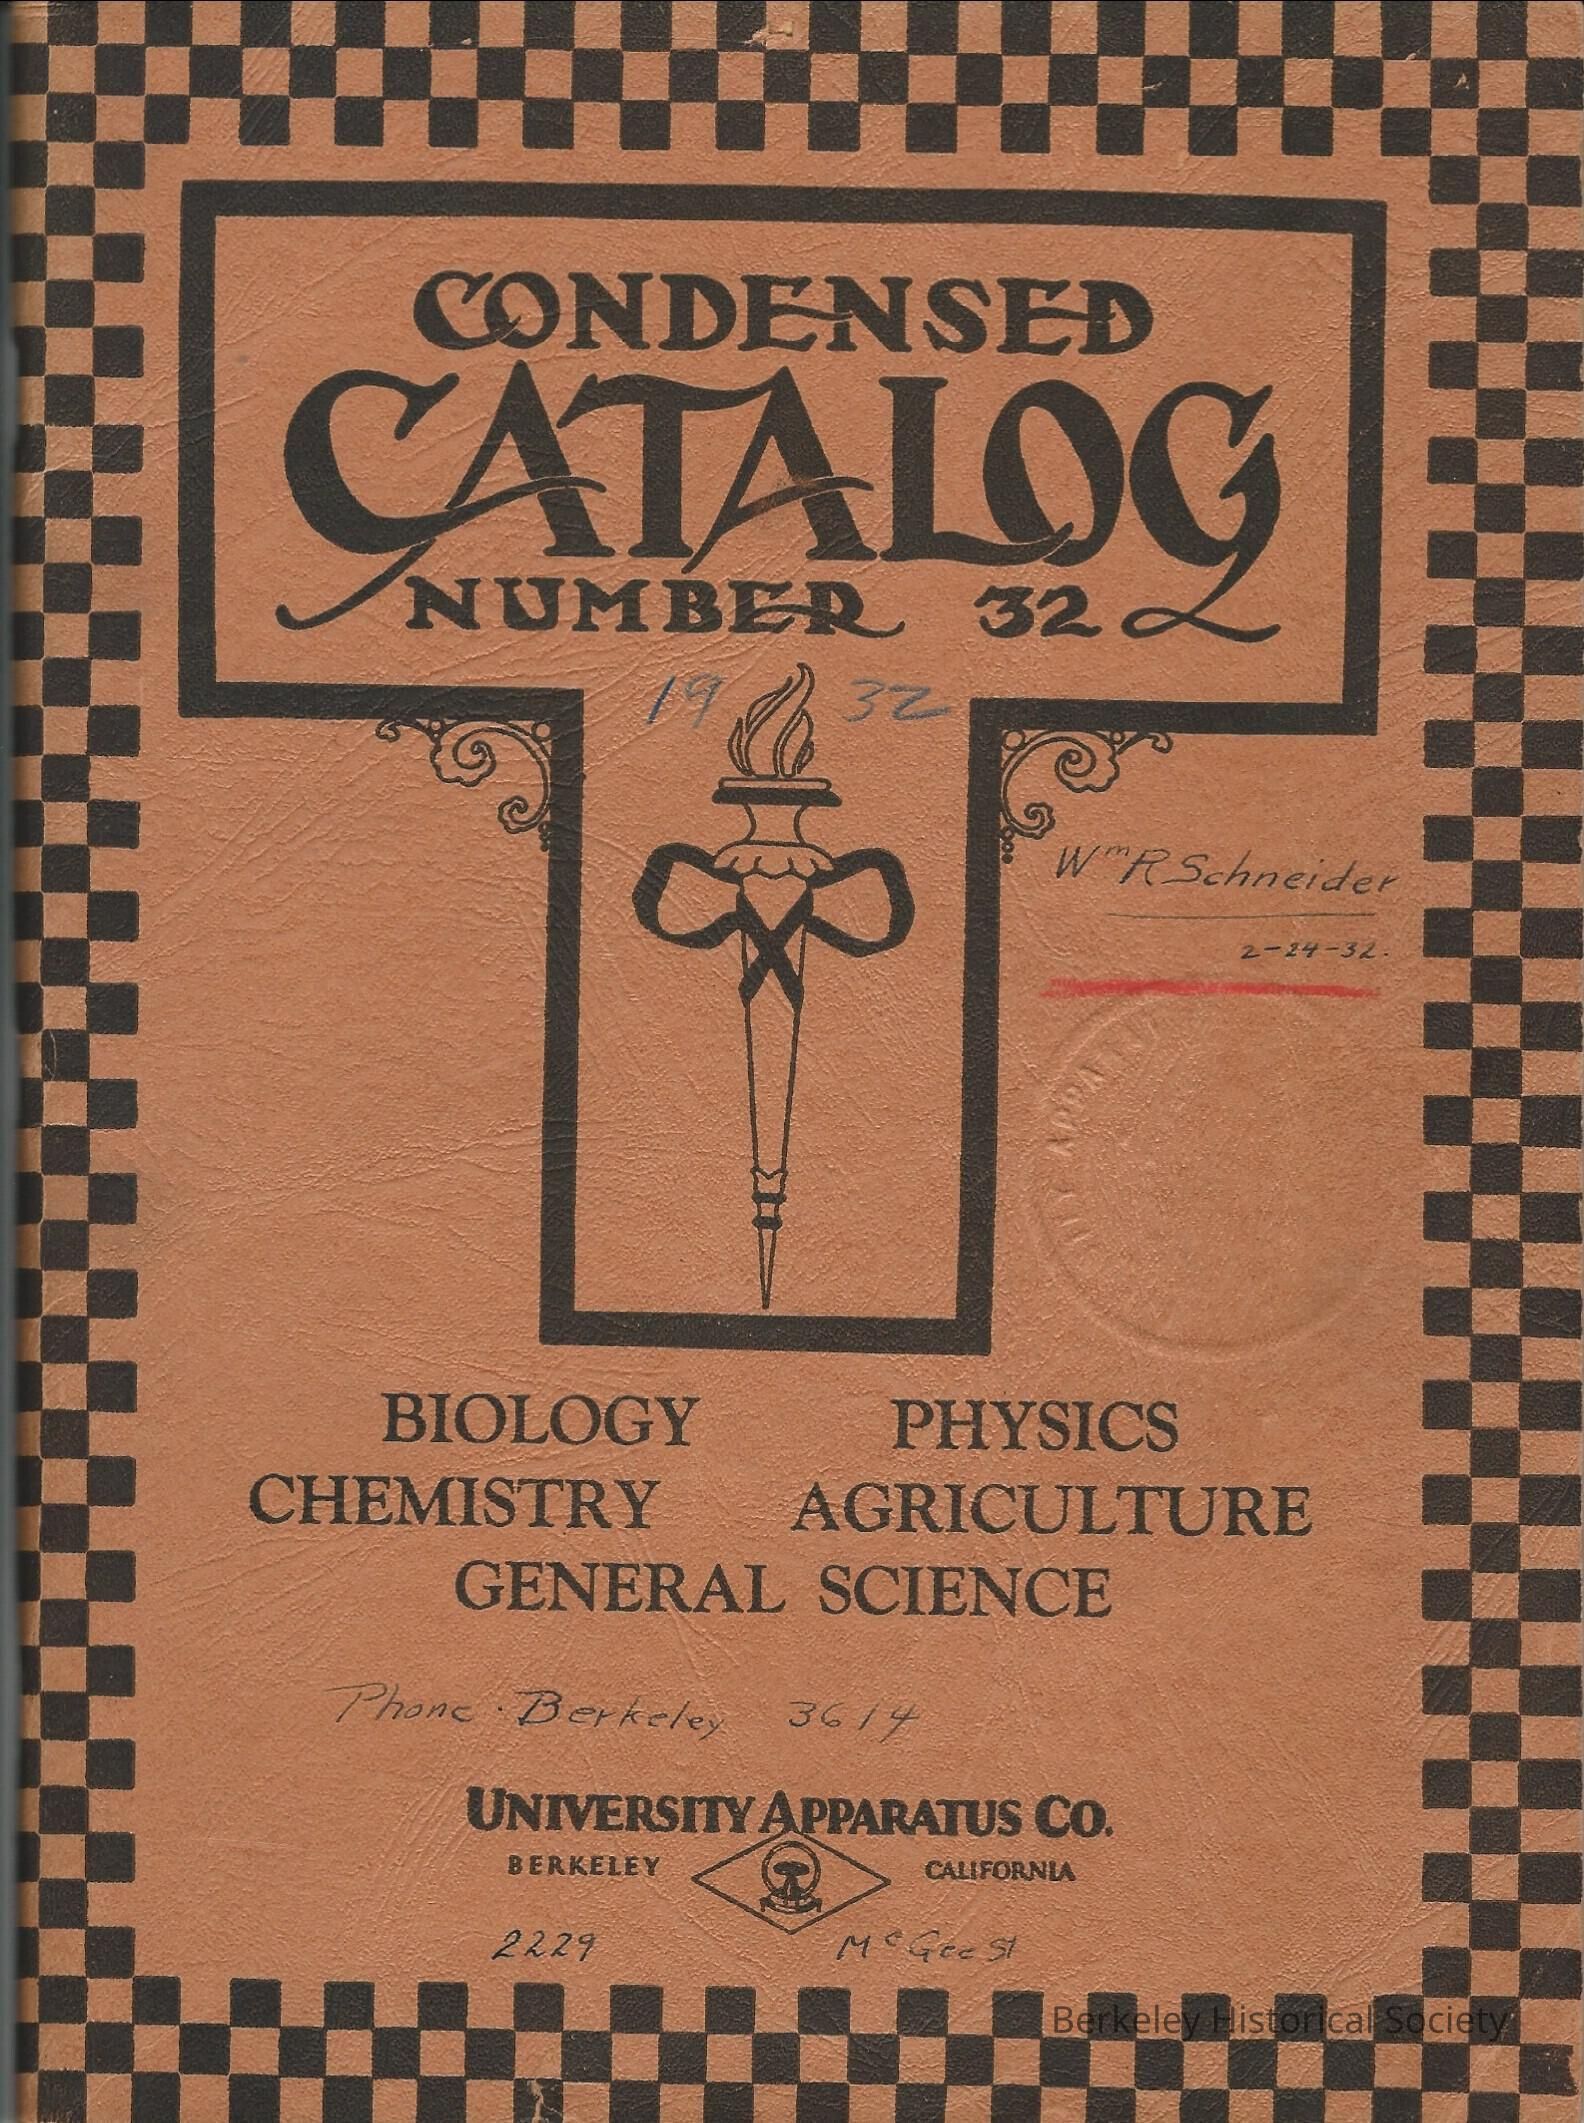 CONDENSED
CATALOG
NUMBER 32
19 32
Wm R Schneider
2-24-32.
BIOLOGY PHYSICS
CHEMISTRY AGRICULTURE
GENERAL SCIENCE
Phone · Berkeley 3614
UNIVERSITY APPARATUS CO.
BERKELEY CALIFORNIA
2229 McGee St
Berkeley Historical Society